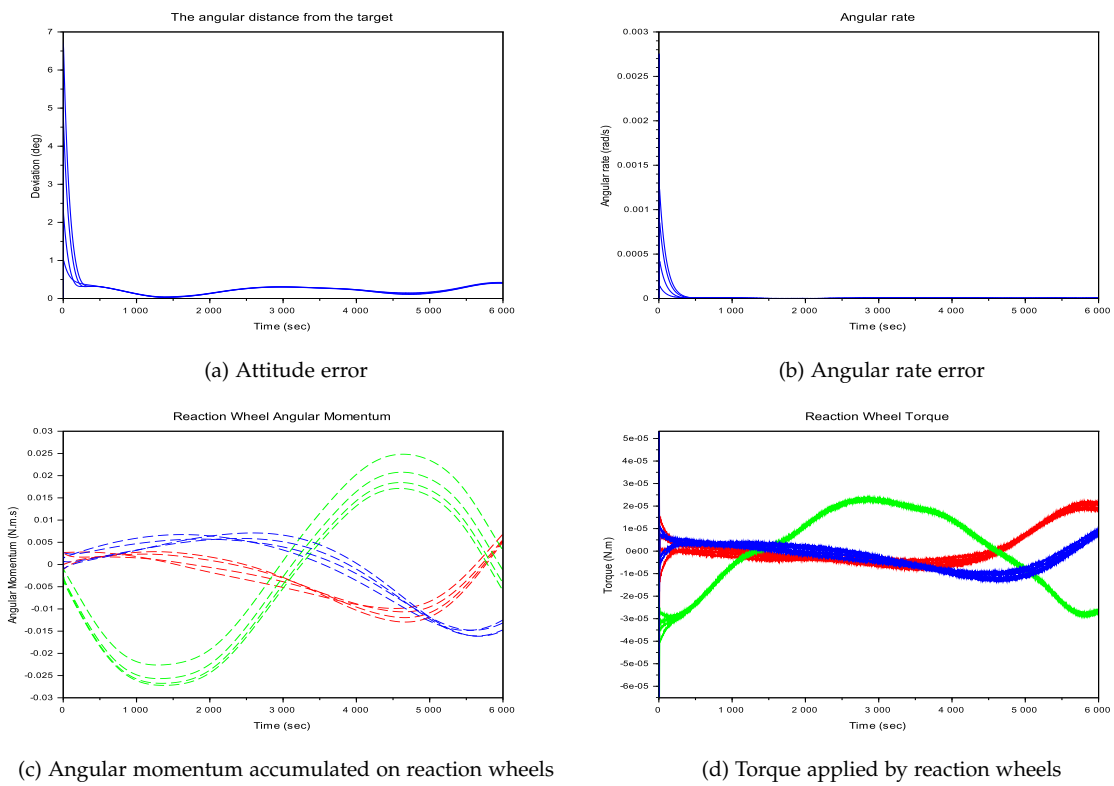 The angular distance from the target
7
6
5
4
3
2
1
0
Deviation (deg)
0 1 000 2 000 3 000 4 000 5 000 6 000
Time (sec)
(a) Attitude error
Angular rate
0.003
0.0025
0.002
0.0015
0.001
0.0005
0
Angular rate (rad/s)
0 1 000 2 000 3 000 4 000 5 000 6 000
Time (sec)
(b) Angular rate error
Reaction Wheel Angular Momentum
0.03
0.025
0.02
0.015
0.01
0.005
0
-0.005
-0.01
-0.015
-0.02
-0.025
-0.03
Angular Momentum (N.m.s)
0 1 000 2 000 3 000 4 000 5 000 6 000
Time (sec)
(c) Angular momentum accumulated on reaction wheels
Reaction Wheel Torque
5e-05
4e-05
3e-05
2e-05
1e-05
0e00
-1e-05
-2e-05
-3e-05
-4e-05
-5e-05
-6e-05
Torque (N.m)
0 1 000 2 000 3 000 4 000 5 000 6 000
Time (sec)
(d) Torque applied by reaction wheels